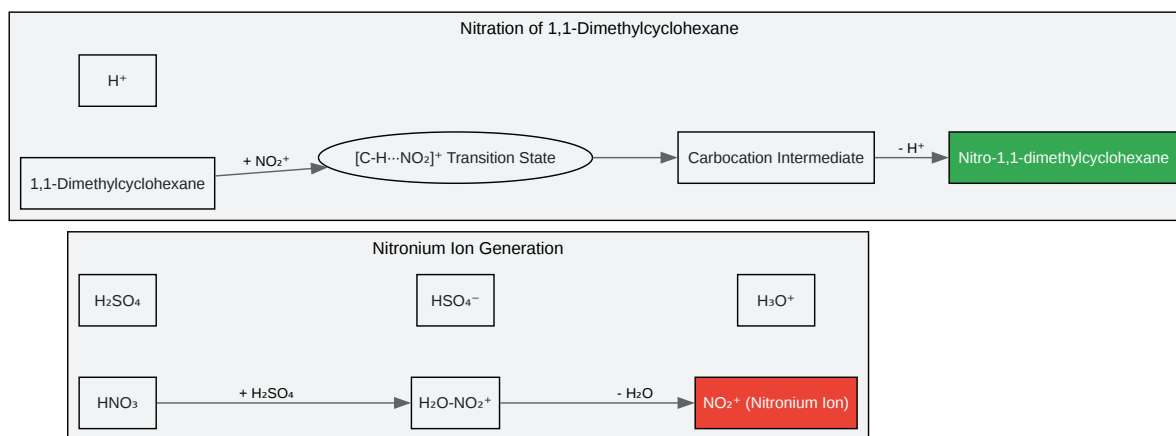 Nitration of 1,1-Dimethylcyclohexane
H⁺
1,1-Dimethylcyclohexane
+ NO₂⁺
[C-H···NO₂]⁺ Transition State
Carbocation Intermediate
- H⁺
Nitro-1,1-dimethylcyclohexane
Nitronium Ion Generation
H₂SO₄
HSO₄⁻
H₃O⁺
HNO₃
+ H₂SO₄
H₂O-NO₂⁺
- H₂O
NO₂⁺ (Nitronium Ion)